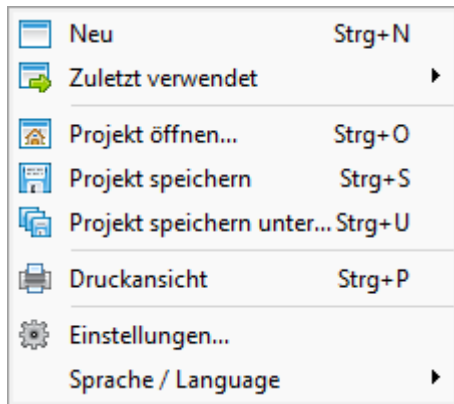 Neu Strg+N
Zuletzt verwendet
Projekt öffnen... Strg+O
Projekt speichern Strg+S
Projekt speichern unter... Strg+U
Druckansicht Strg+P
Einstellungen...
Sprache / Language